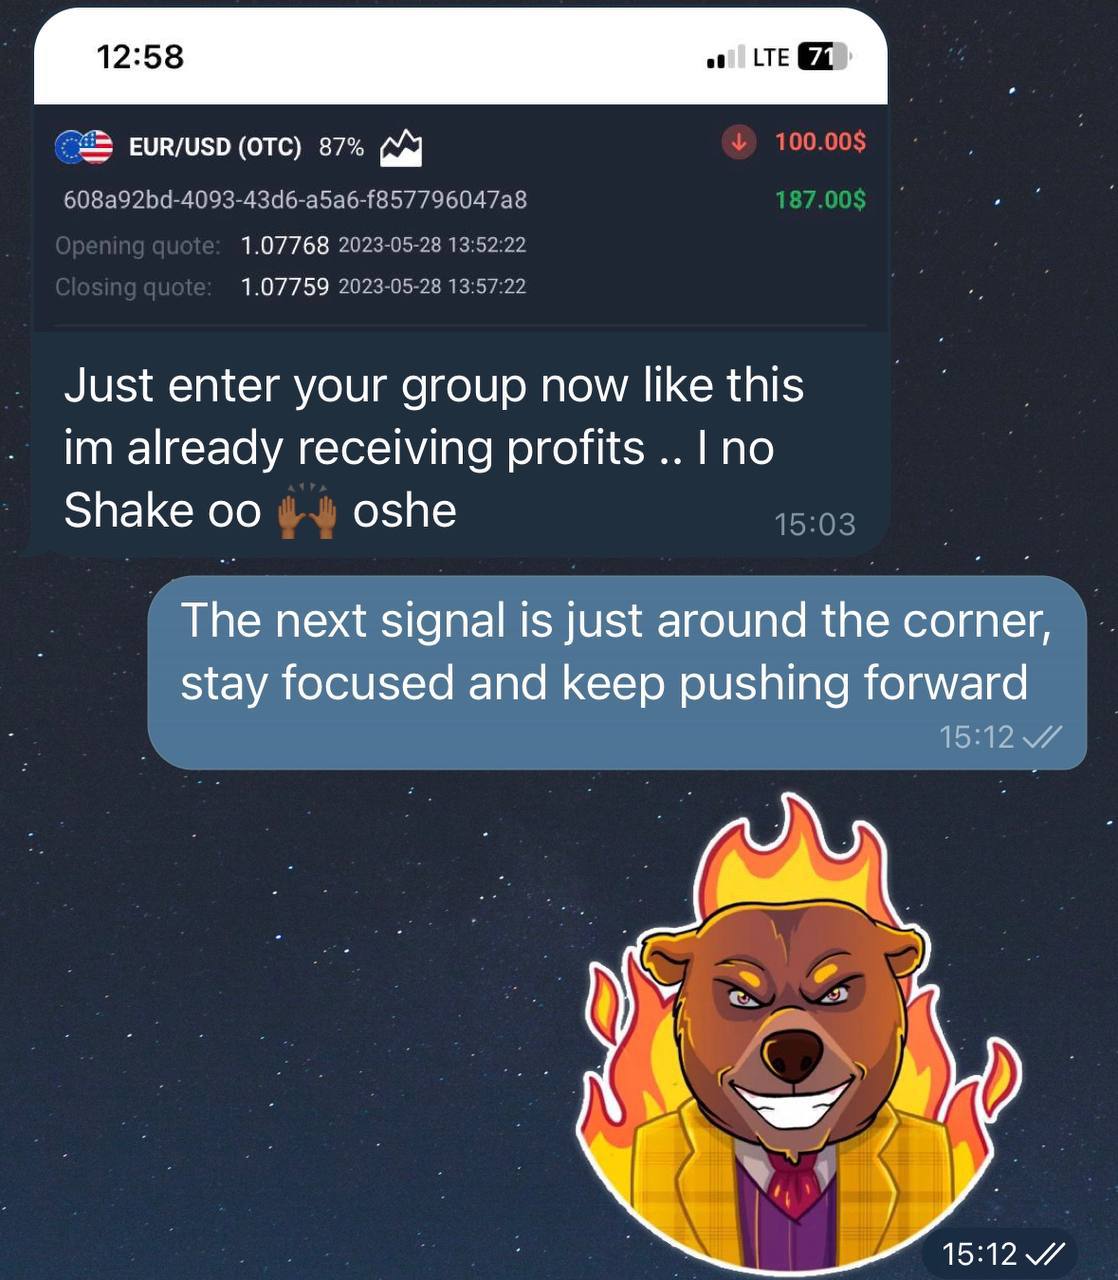 12:58 LTE 71
EUR/USD (OTC) 87% 100.00$
608a92bd-4093-43d6-a5a6-f857796047a8 187.00$
Opening quote: 1.07768 2023-05-28 13:52:22
Closing quote: 1.07759 2023-05-28 13:57:22
Just enter your group now like this
im already receiving profits .. I no
Shake oo 🙌🏾 oshe 15:03
The next signal is just around the corner,
stay focused and keep pushing forward
15:12
15:12